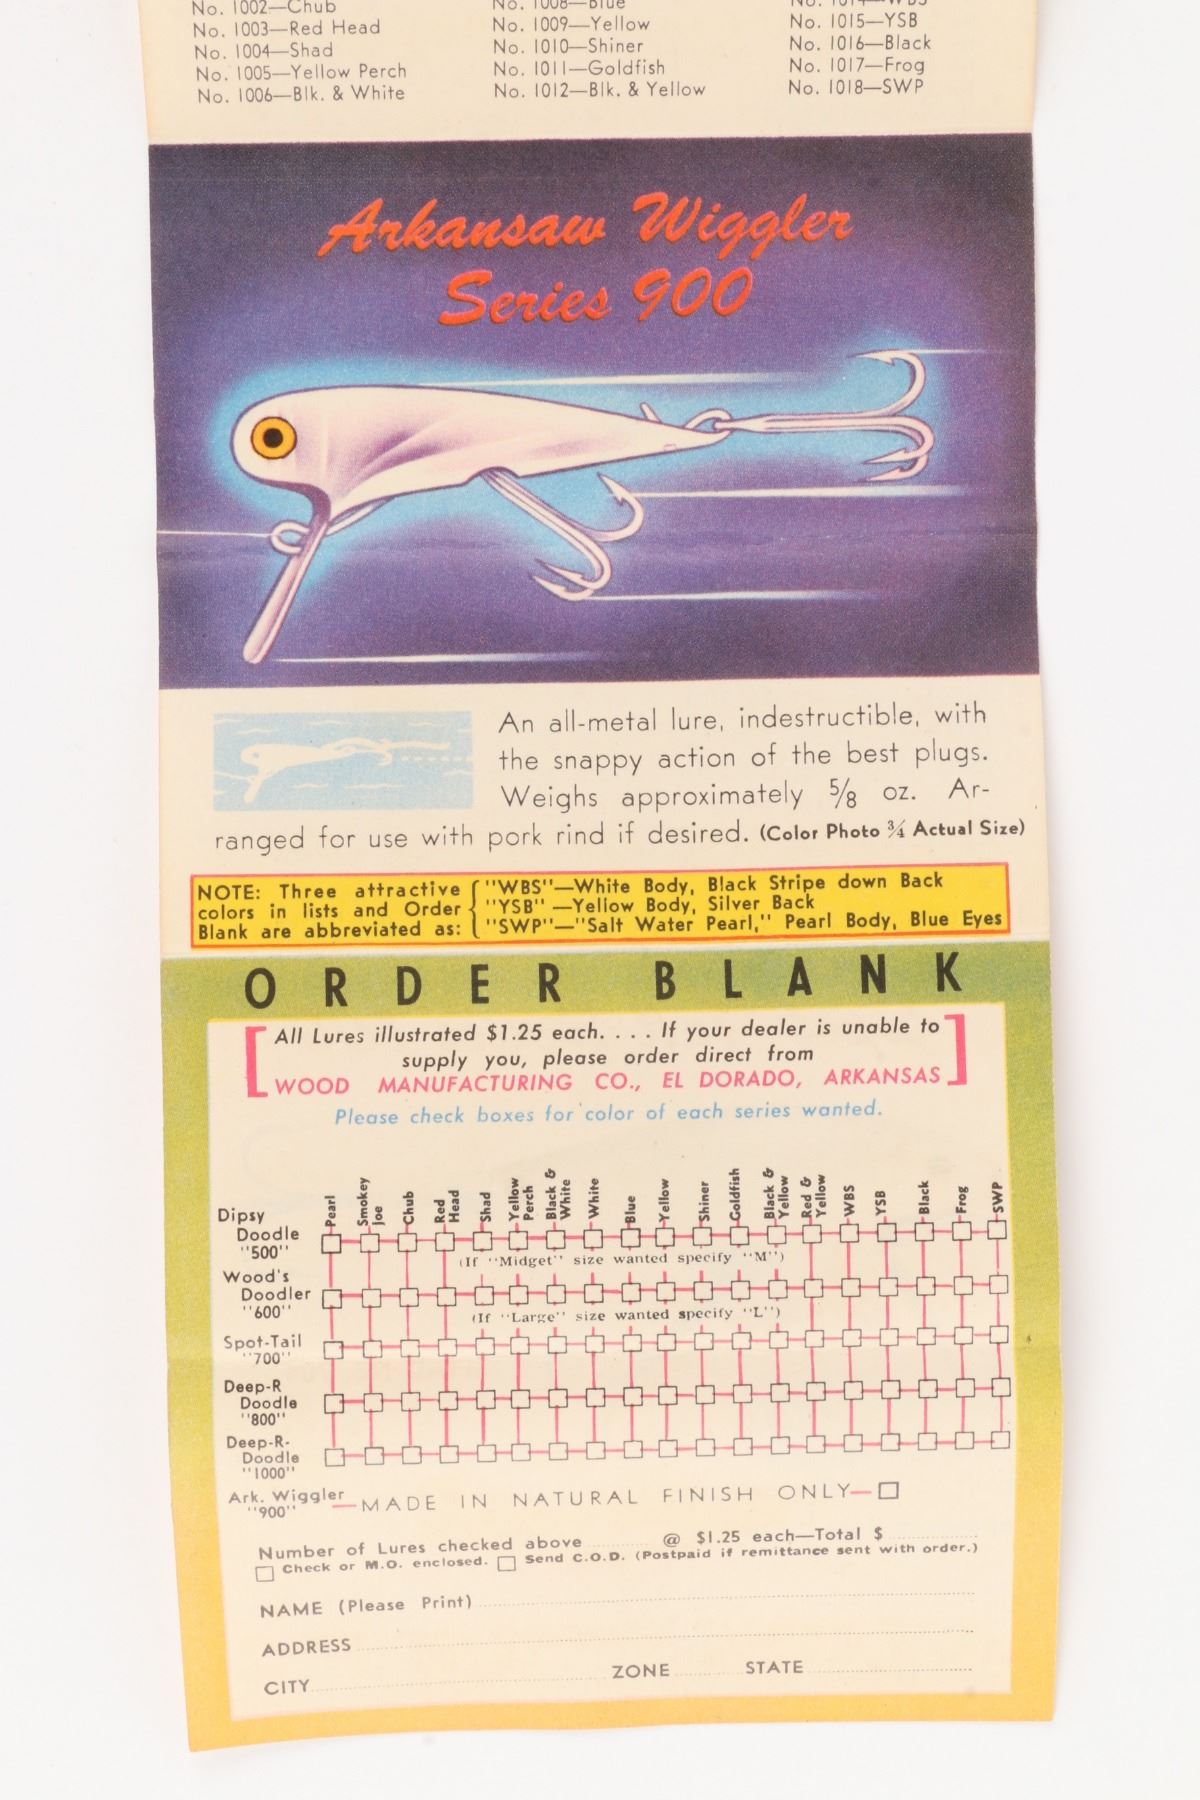 No. 1002—Chub
No. 1003—Red Head
No. 1004—Shad
No. 1005—Yellow Perch
No. 1006—Blk. & White
No. 1008—Blue
No. 1009—Yellow
No. 1010—Shiner
No. 1011—Goldfish
No. 1012—Blk. & Yellow
No. 1014—WBS
No. 1015—YSB
No. 1016—Black
No. 1017—Frog
No. 1018—SWP
Arkansaw Wiggler
Series 900
An all-metal lure, indestructible, with
the snappy action of the best plugs.
Weighs approximately 5/8 oz. Ar-
ranged for use with pork rind if desired. (Color Photo ¾ Actual Size)
NOTE: Three attractive { "WBS"—White Body, Black Stripe down Back
colors in lists and Order "YSB" —Yellow Body, Silver Back
Blank are abbreviated as: "SWP"—"Salt Water Pearl," Pearl Body, Blue Eyes
ORDER BLANK
All Lures illustrated $1.25 each. . . . If your dealer is unable to
supply you, please order direct from
WOOD MANUFACTURING CO., EL DORADO, ARKANSAS
Please check boxes for color of each series wanted.
Pearl
Smokey
Joe
Chub
Red
Head
Shad
Yellow
Perch
Black &
White
White
Blue
Yellow
Shiner
Goldfish
Black &
Yellow
Red &
Yellow
WBS
YSB
Black
Frog
SWP
Dipsy
Doodle
"500"
(If "Midget" size wanted specify "M")
Wood's
Doodler
"600"
(If "Large" size wanted specify "L")
Spot-Tail
"700"
Deep-R
Doodle
"800"
Deep-R-
Doodle
"1000"
Ark. Wiggler—MADE IN NATURAL FINISH ONLY—
"900"
Number of Lures checked above @ $1.25 each—Total $
Check or M.O. enclosed. Send C.O.D. (Postpaid if remittance sent with order.)
NAME (Please Print)
ADDRESS
CITY ZONE STATE